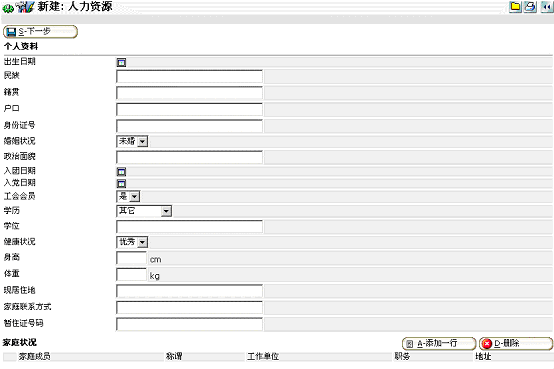 新建: 人力资源
S-下一步
个人资料
出生日期
民族
籍贯
户口
身份证号
婚姻状况 未婚
政治面貌
入团日期
入党日期
工会会员 是
学历 其它
学位
健康状况 优秀
身高 cm
体重 kg
现居住地
家庭联系方式
暂住证号码
家庭状况 A-添加一行 D-删除
家庭成员 称谓 工作单位 职务 地址